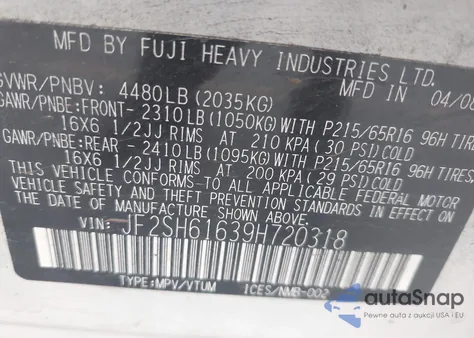 MFD BY FUJI HEAVY INDUSTRIES LTD.
MFD IN 04/0
GVWR/PNBV: 4480LB (2035KG)
GAWR/PNBE:FRONT- 2310LB(1050KG)WITH P215/65R16 96H TIRE
16X6 1/2JJ RIMS AT 210 KPA (30 PSI)COLD
GAWR/PNBE:REAR - 2410LB(1095KG)WITH P215/65R16 96H TIRES
16X6 1/2JJ RIMS AT 200 KPA (29 PSI)COLD
THIS VEHICLE CONFORMS TO ALL APPLICABLE FEDERAL MOTOR
VEHICLE SAFETY AND THEFT PREVENTION STANDARDS IN EFFECT ON
THE DATE OF MANUFACTURE SHOWN ABOVE.
VIN: JF2SH61639H720318
TYPE:MPV/VTUM ICES/NMB-002
autoSnap
Pewne auta z aukcji USA i EU